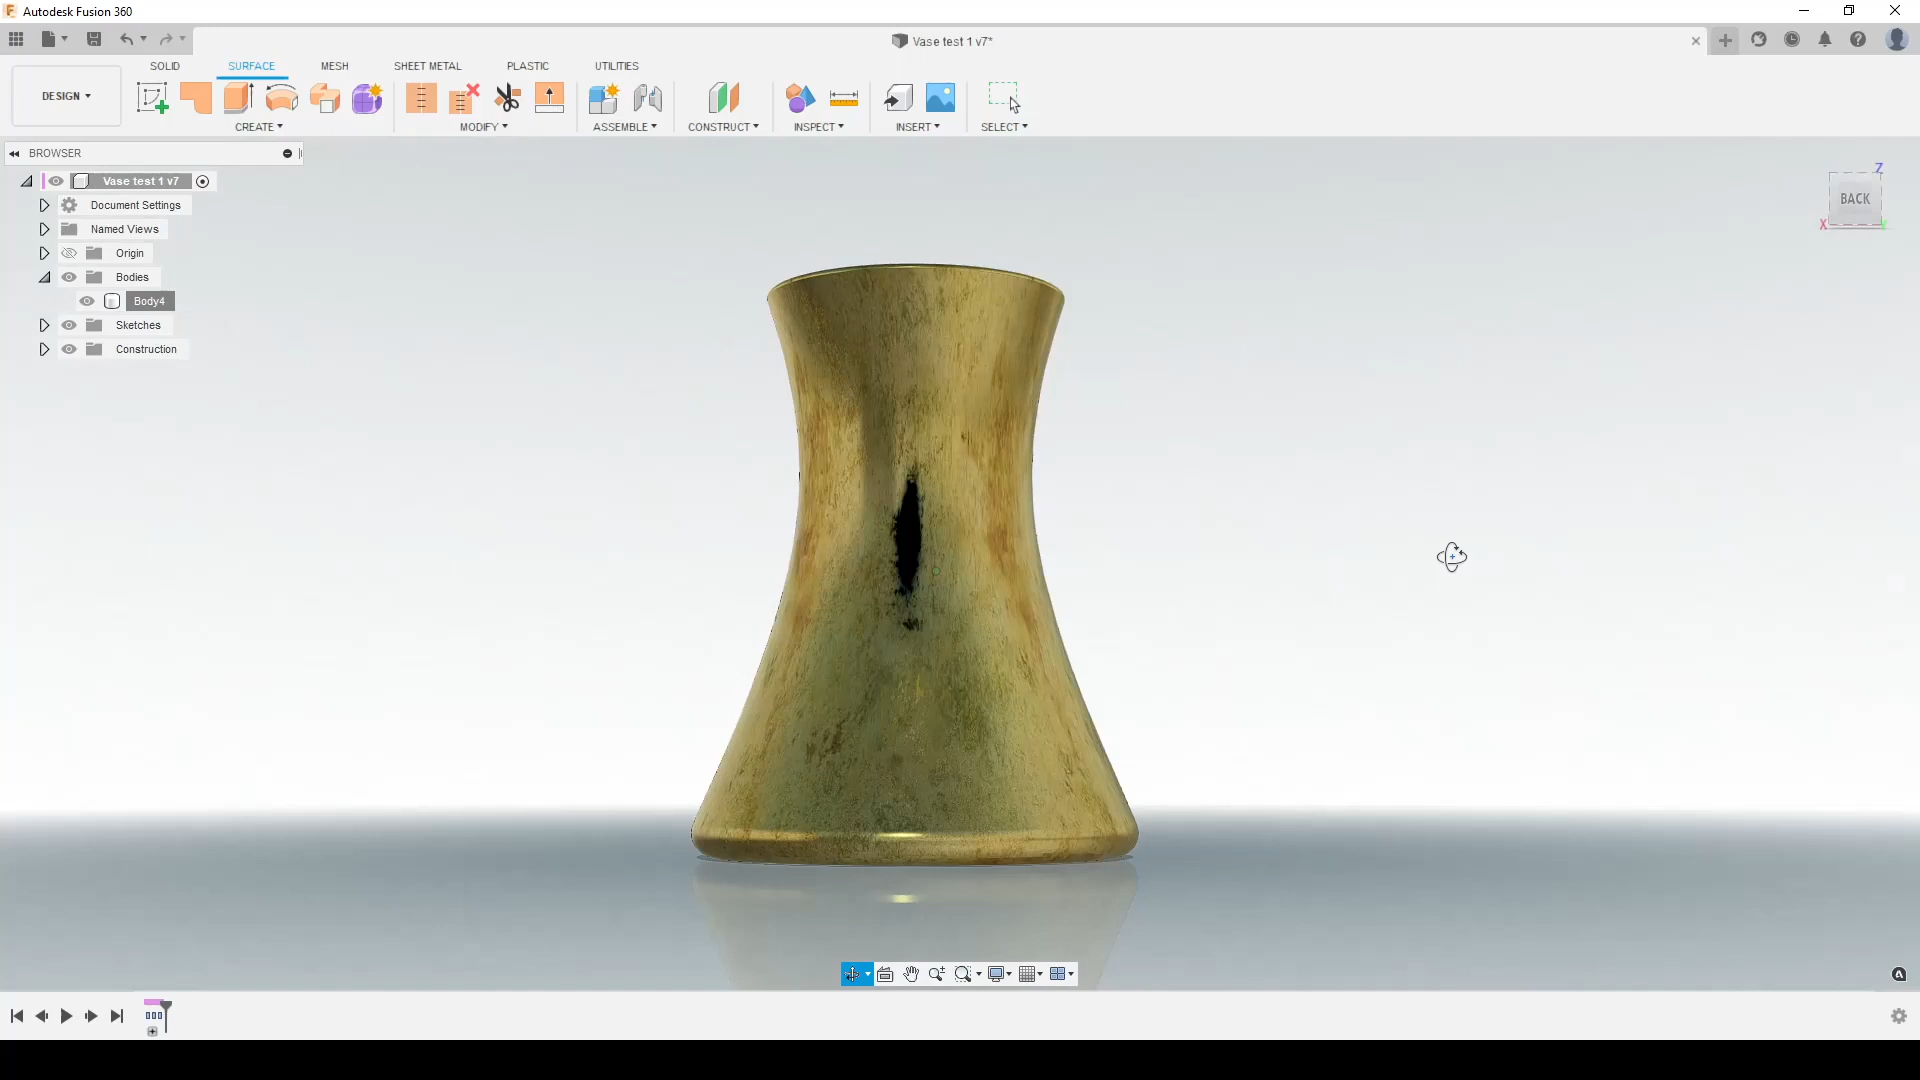 Autodesk Fusion 360
Vase test 1 v7*
DESIGN
SOLID SURFACE MESH SHEET METAL PLASTIC UTILITIES
CREATE MODIFY ASSEMBLE CONSTRUCT INSPECT INSERT SELECT
BROWSER
Vase test 1 v7
Document Settings
Named Views
Origin
Bodies
Body4
Sketches
Construction
Z
BACK
X